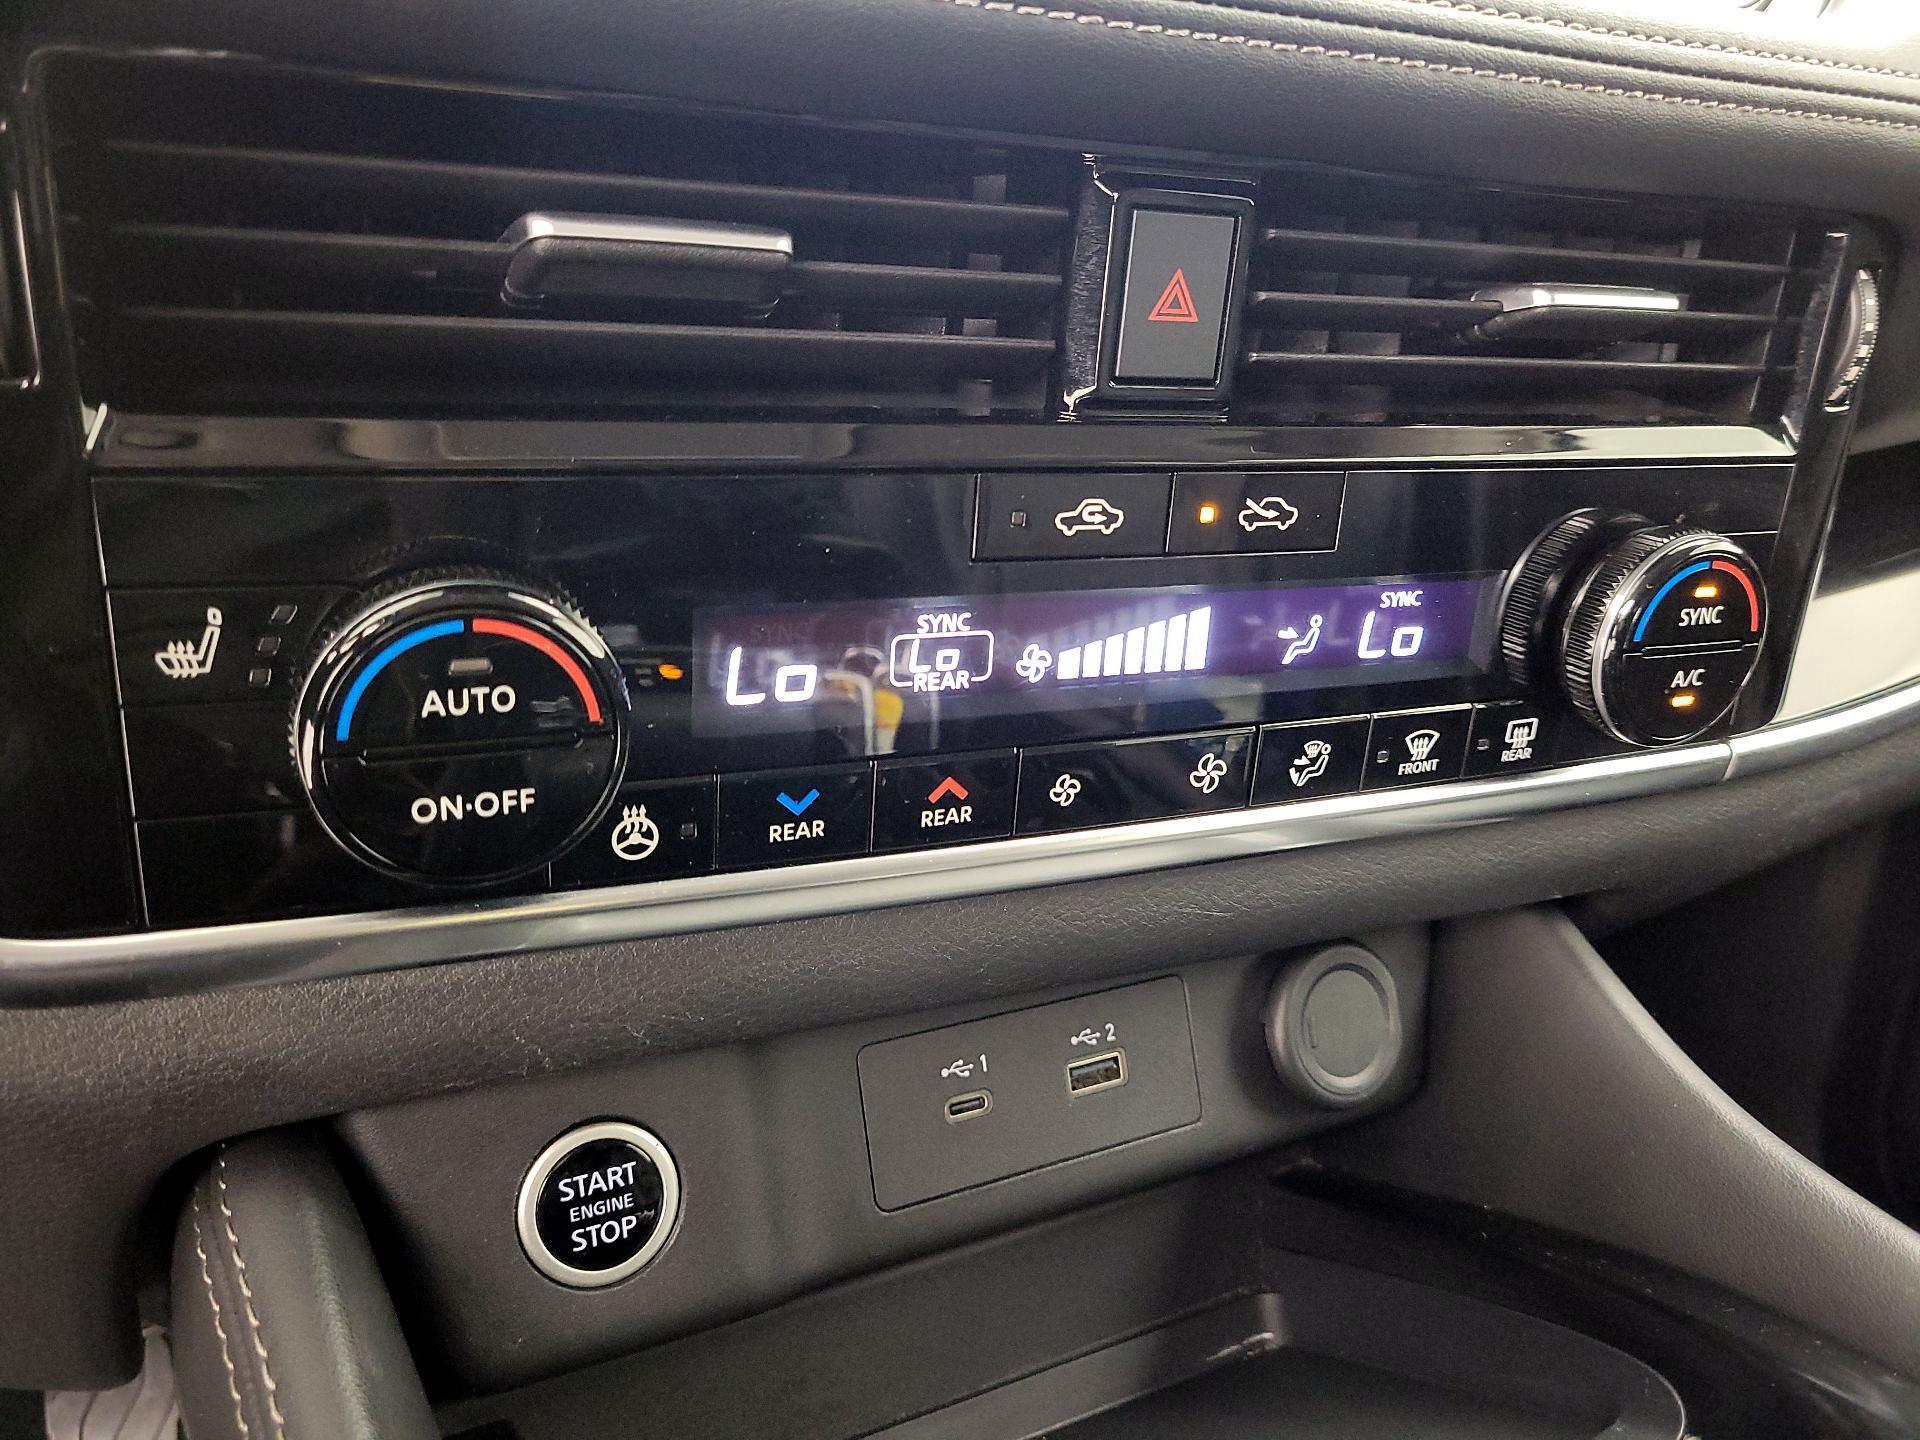 SYNC
SYNC
Lo
Lo
REAR
Lo
SYNC
A/C
AUTO
ON·OFF
REAR
REAR
FRONT
REAR
1
2
START
ENGINE
STOP